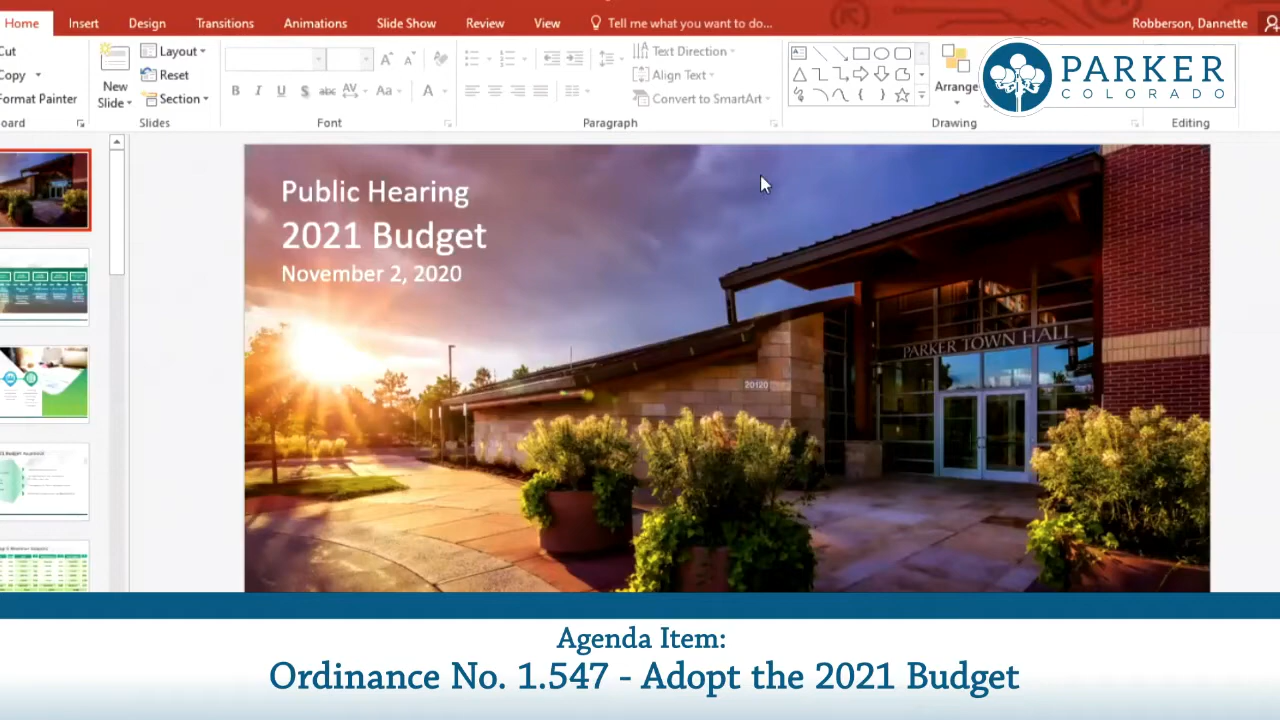 Home Insert Design Transitions Animations Slide Show Review View Tell me what you want to do... Robberson, Dannette
Cut
Copy
Format Painter
New
Slide
Layout
Reset
Section
Slides
B I U S abc AV Aa A
Font
Text Direction
Align Text
Convert to SmartArt
Paragraph
Arrange
Drawing
Editing
PARKER
COLORADO
Public Hearing
2021 Budget
November 2, 2020
PARKER TOWN HALL
20120
Agenda Item:
Ordinance No. 1.547 - Adopt the 2021 Budget